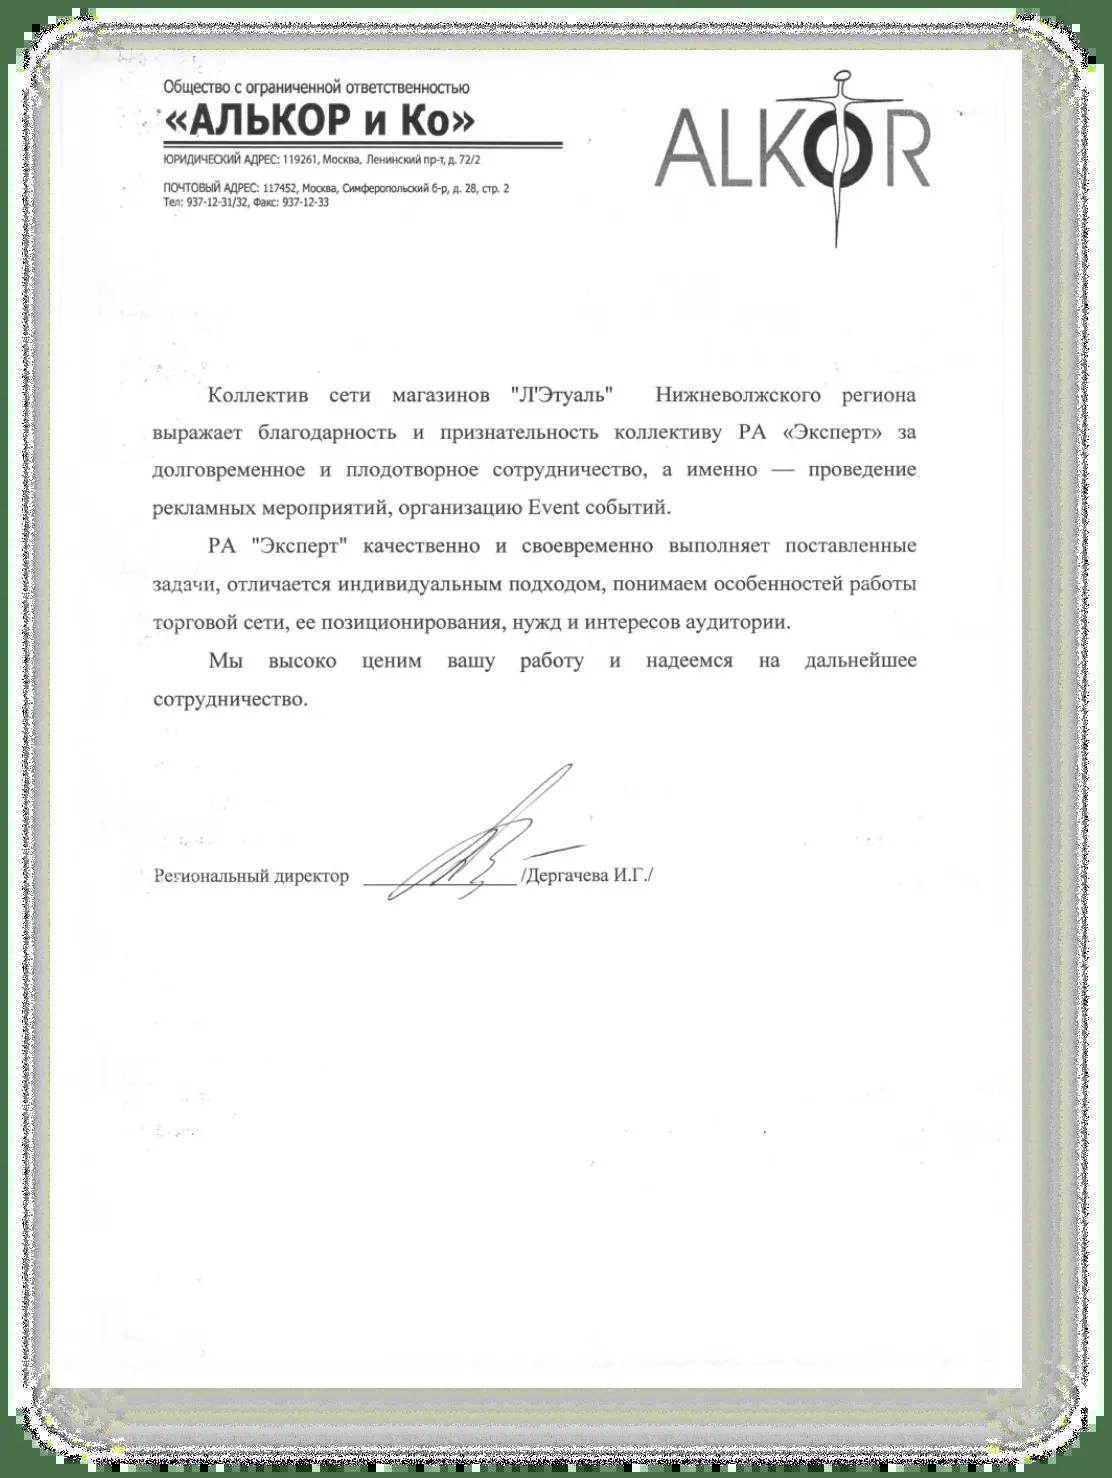 Общество с ограниченной ответственностью
«АЛЬКОР и Ко»
ЮРИДИЧЕСКИЙ АДРЕС: 119261, Москва, Ленинский пр-т, д. 72/2
ПОЧТОВЫЙ АДРЕС: 117452, Москва, Симферопольский б-р, д. 28, стр. 2
Тел: 937-12-31/32, Факс: 937-12-33
ALKOR
Коллектив сети магазинов "Л'Этуаль" Нижневолжского региона
выражает благодарность и признательность коллективу РА «Эксперт» за
долговременное и плодотворное сотрудничество, а именно — проведение
рекламных мероприятий, организацию Event событий.
РА "Эксперт" качественно и своевременно выполняет поставленные
задачи, отличается индивидуальным подходом, понимаем особенностей работы
торговой сети, ее позиционирования, нужд и интересов аудитории.
Мы высоко ценим вашу работу и надеемся на дальнейшее
сотрудничество.
Региональный директор /Дергачева И.Г./